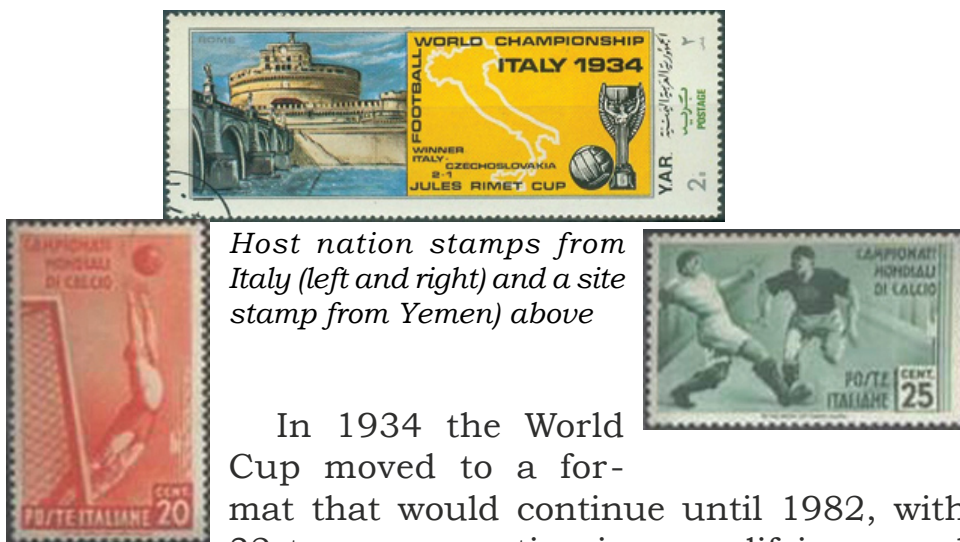 ROME
WORLD CHAMPIONSHIP
ITALY 1934
FOOTBALL
WINNER
ITALY-
CZECHOSLOVAKIA
2-1
JULES RIMET CUP
Y.A.R.
POSTAGE
Host nation stamps from
Italy (left and right) and a site
stamp from Yemen) above
CAMPIONATI
MONDIALI
DI CALCIO
CENT.
POSTE ITALIANE 20
CAMPIONATI
MONDIALI
DI CALCIO
POSTE
ITALIANE
CENT.
25
In 1934 the World
Cup moved to a for-
mat that would continue until 1982, with